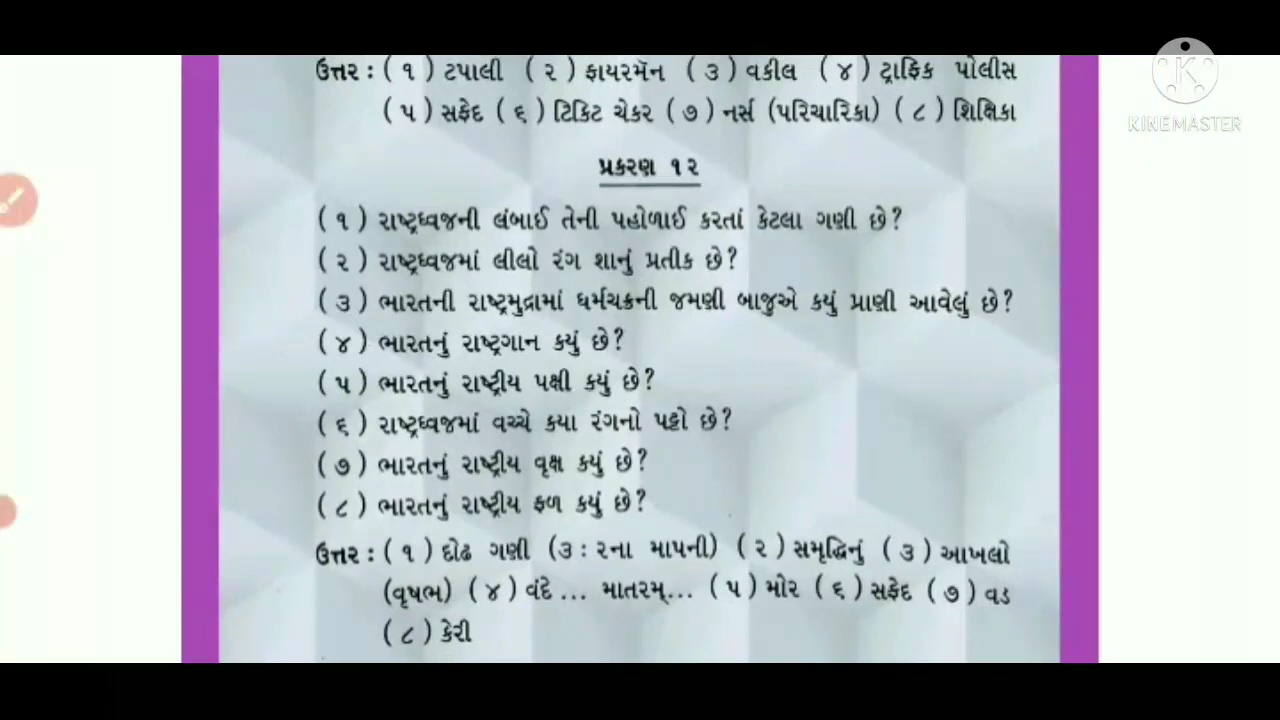 ઉત્તર : ( ૧ ) ટપાલી ( ૨ ) ફાયરમૅન ( ૩ ) વકીલ ( ૪ ) ટ્રાફિક પોલીસ
( ૫ ) સફેદ ( ૬ ) ટિકિટ ચેકર ( ૭ ) નર્સ (પરિચારિકા) ( ૮ ) શિક્ષિકા
KINEMASTER
પ્રકરણ ૧૨
( ૧ ) રાષ્ટ્રધ્વજની લંબાઈ તેની પહોળાઈ કરતાં કેટલા ગણી છે?
( ૨ ) રાષ્ટ્રધ્વજમાં લીલો રંગ શાનું પ્રતીક છે?
( ૩ ) ભારતની રાષ્ટ્રમુદ્રામાં ધર્મચક્રની જમણી બાજુએ કયું પ્રાણી આવેલું છે?
( ૪ ) ભારતનું રાષ્ટ્રગાન કયું છે?
( ૫ ) ભારતનું રાષ્ટ્રીય પક્ષી કયું છે?
( ૬ ) રાષ્ટ્રધ્વજમાં વચ્ચે કયા રંગનો પટ્ટો છે?
( ૭ ) ભારતનું રાષ્ટ્રીય વૃક્ષ કયું છે?
( ૮ ) ભારતનું રાષ્ટ્રીય ફળ કયું છે?
ઉત્તર : ( ૧ ) દોઢ ગણી (૩ : ૨ના માપની) ( ૨ ) સમૃદ્ધિનું ( ૩ ) આખલો
(વૃષભ) ( ૪ ) વંદે ... માતરમ્... ( ૫ ) મોર ( ૬ ) સફેદ ( ૭ ) વડ
( ૮ ) કેરી